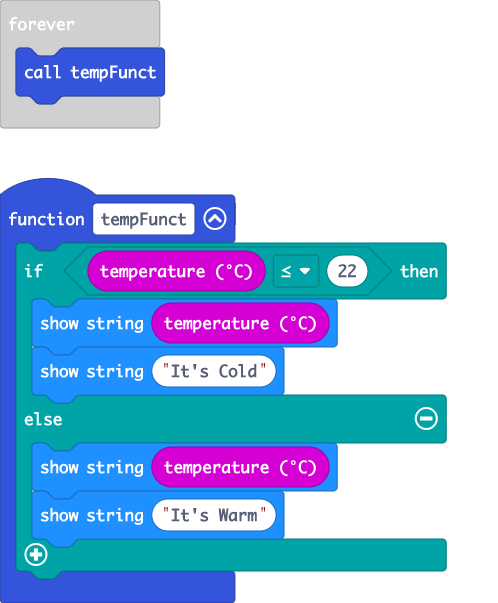 forever
call tempFunct
function tempFunct
if temperature (°C) ≤ 22 then
show string temperature (°C)
show string "It's Cold"
else
show string temperature (°C)
show string "It's Warm"